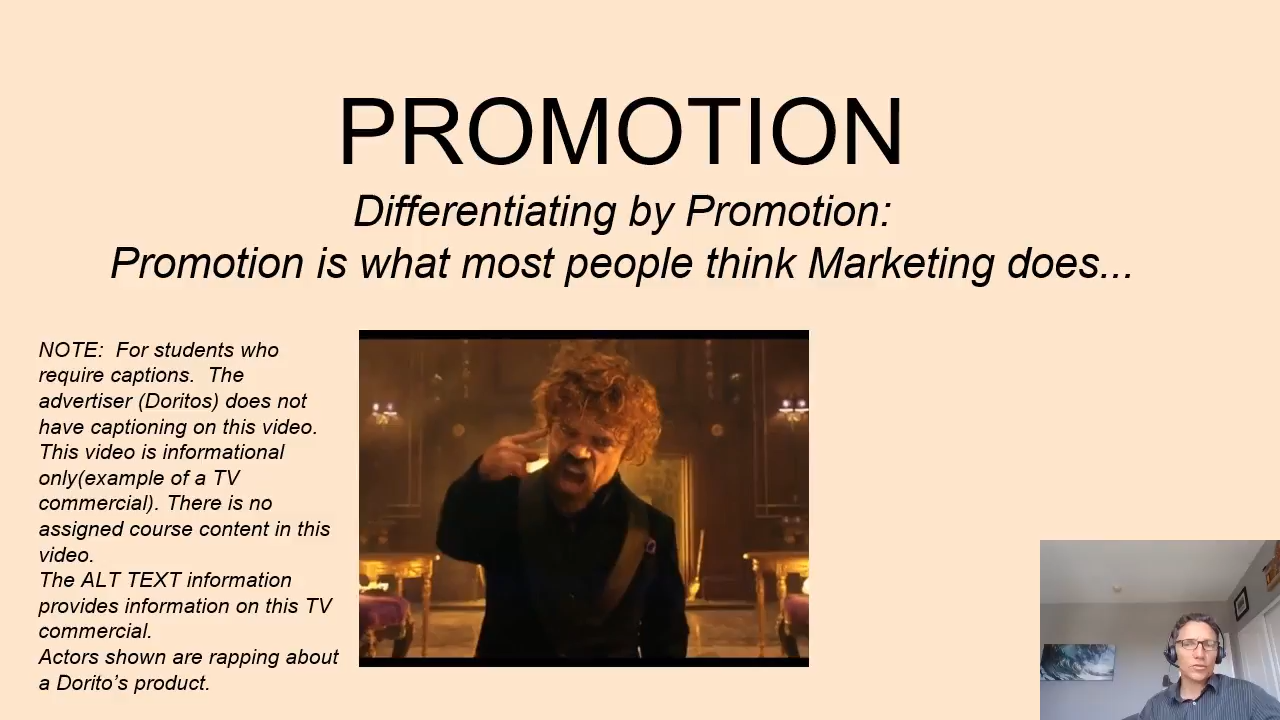 PROMOTION
Differentiating by Promotion:
Promotion is what most people think Marketing does...
NOTE:  For students who
require captions.  The
advertiser (Doritos) does not
have captioning on this video.
This video is informational
only(example of a TV
commercial). There is no
assigned course content in this
video.
The ALT TEXT information
provides information on this TV
commercial.
Actors shown are rapping about
a Dorito’s product.